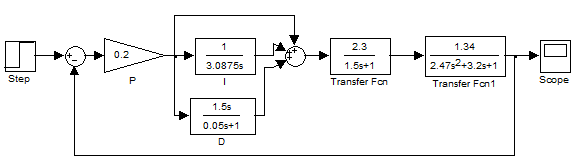 Step
+
−
0.2
P
1
3.0875s
I
1.5s
0.05s+1
D
+
+
+
2.3
1.5s+1
Transfer Fcn
1.34
2.47s²+3.2s+1
Transfer Fcn1
Scope